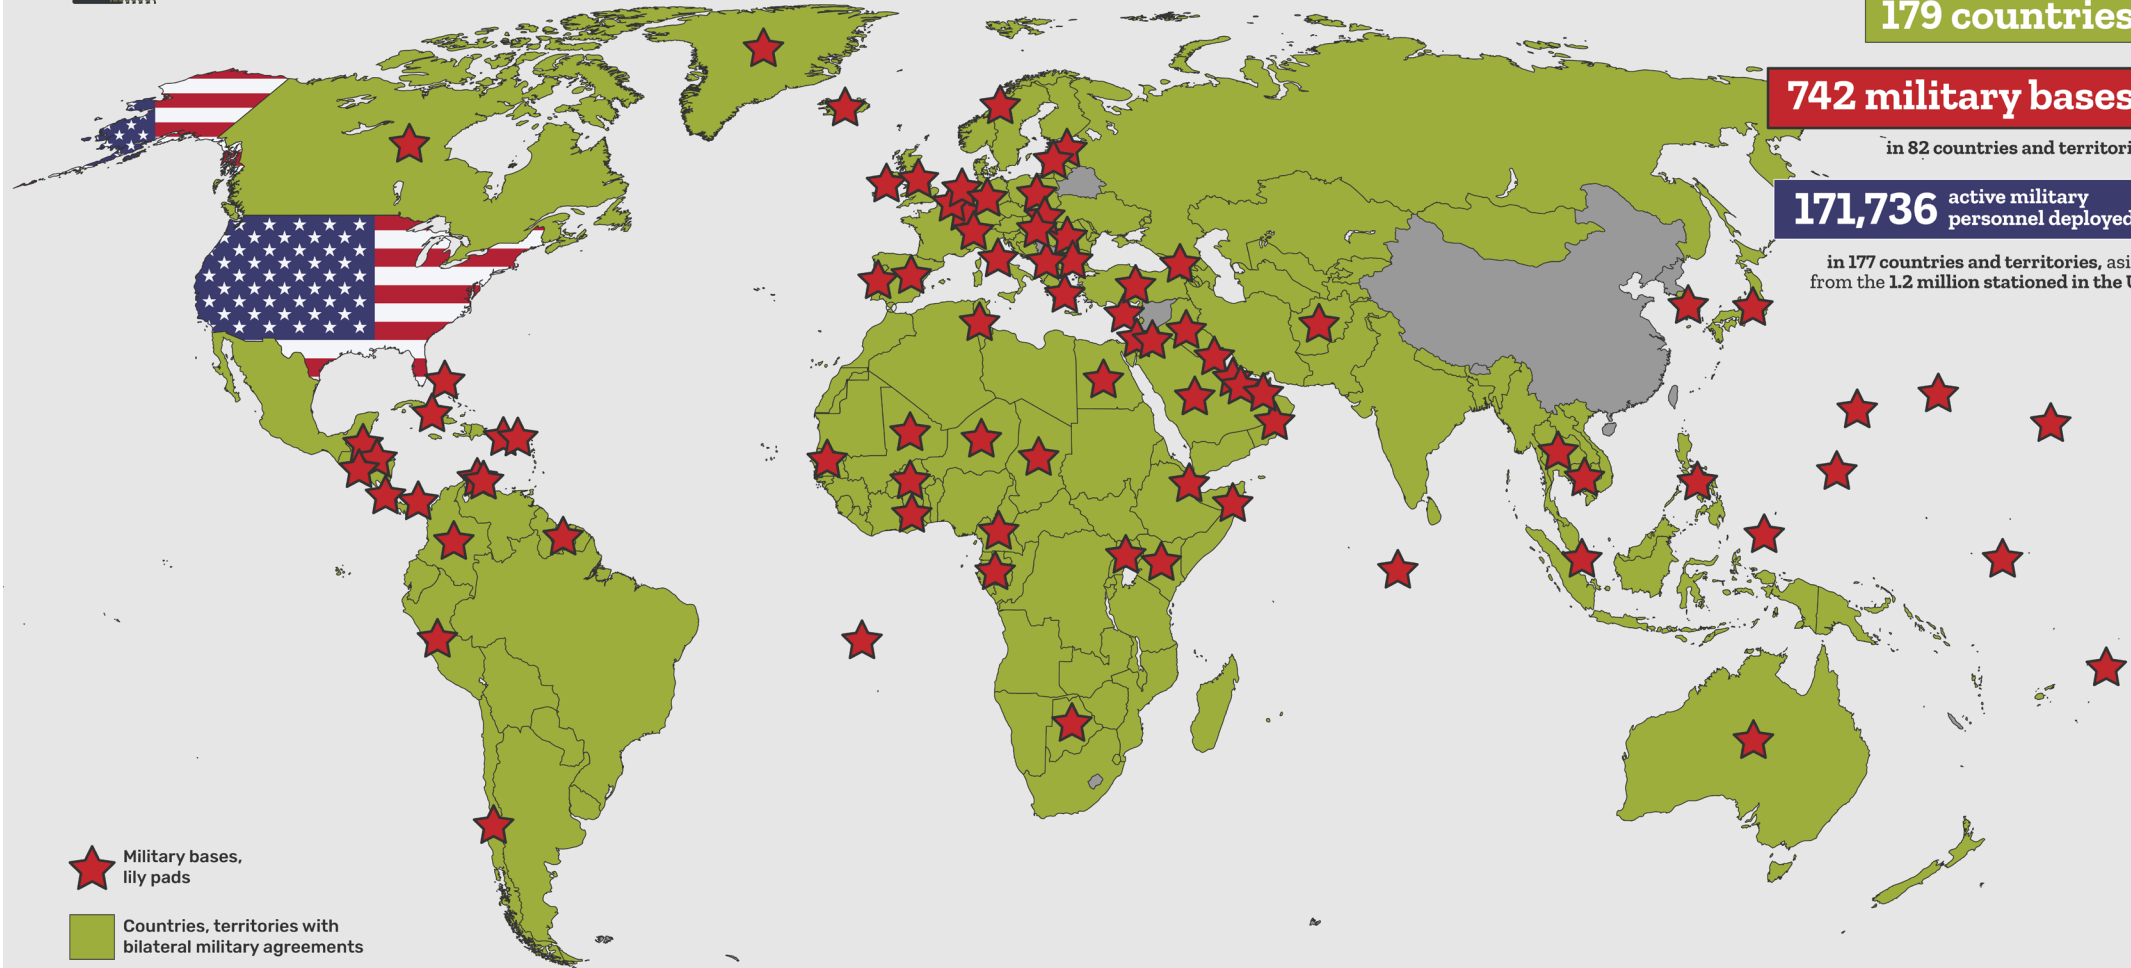 179 countries
742 military bases
in 82 countries and
171,736 active military
personnel deployed
in 177 countries and territories,
from the 1.2 million stationed in the
Military bases,
lily pads
Countries, territories with
bilateral military agreements